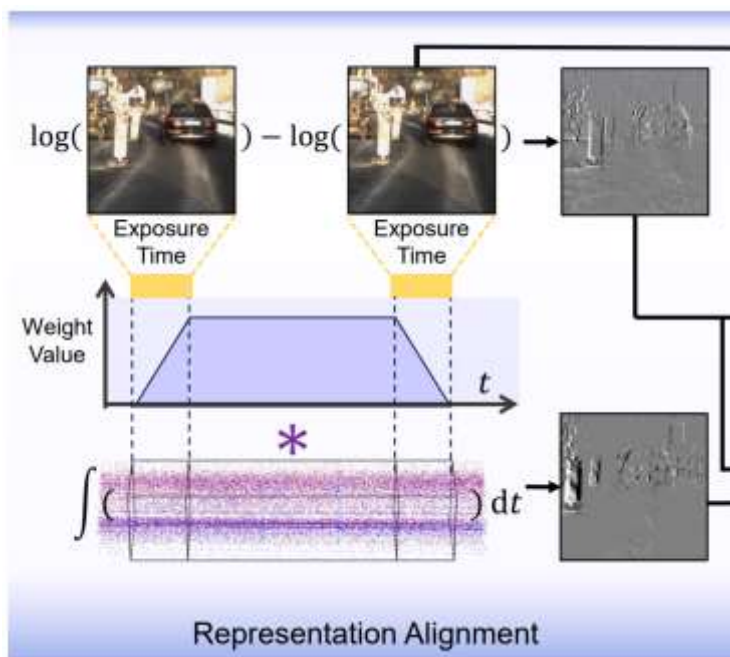 log( ) − log( )
Exposure
Time
Exposure
Time
Weight
Value
t
*
∫ ( ) dt
Representation Alignment